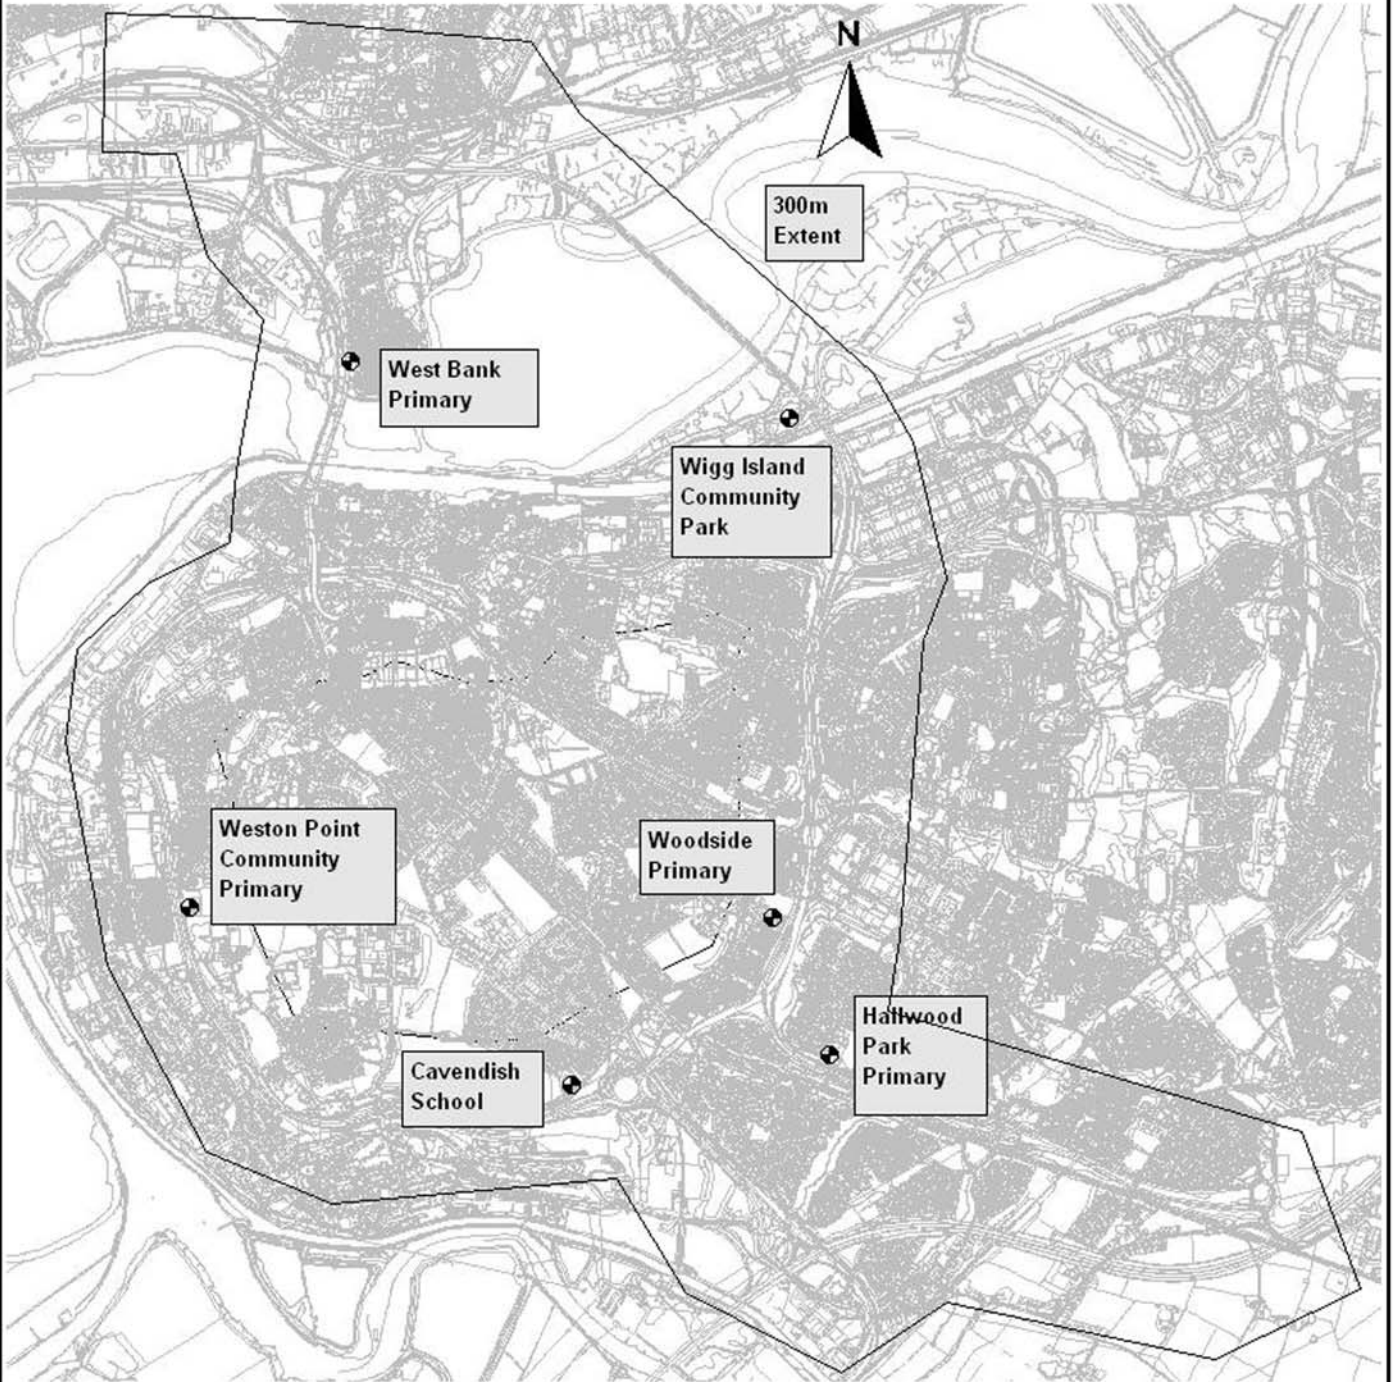 N
300m
Extent
West Bank
Primary
Wigg Island
Community
Park
Weston Point
Community
Primary
Woodside
Primary
Hallwood
Park
Primary
Cavendish
School